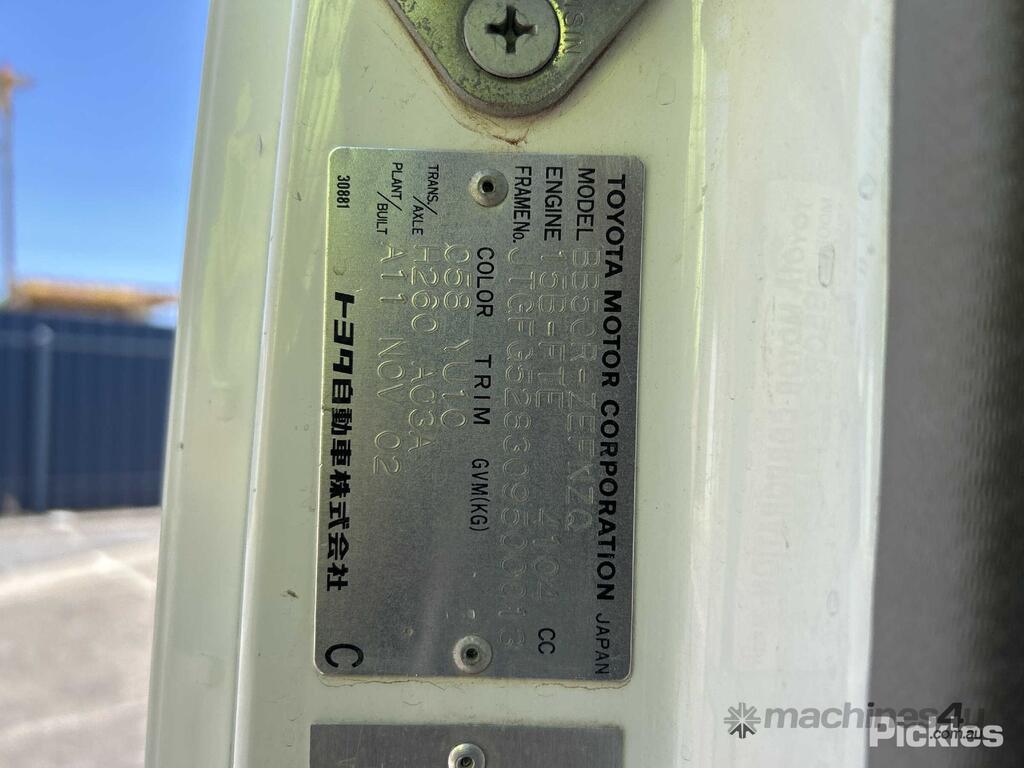 TOYOTA MOTOR CORPORATION JAPAN
MODEL BB50R-ZEF
ENGINE 15B-FTE 4104 CC
FRAME No.
COLOR TRIM GVM(KG)
058 YU10
TRANS./AXLE H260 A03A
PLANT/BUILT A11 NOV 02
30881 トヨタ自動車株式会社 C
machines4u
.com.au
Pickles